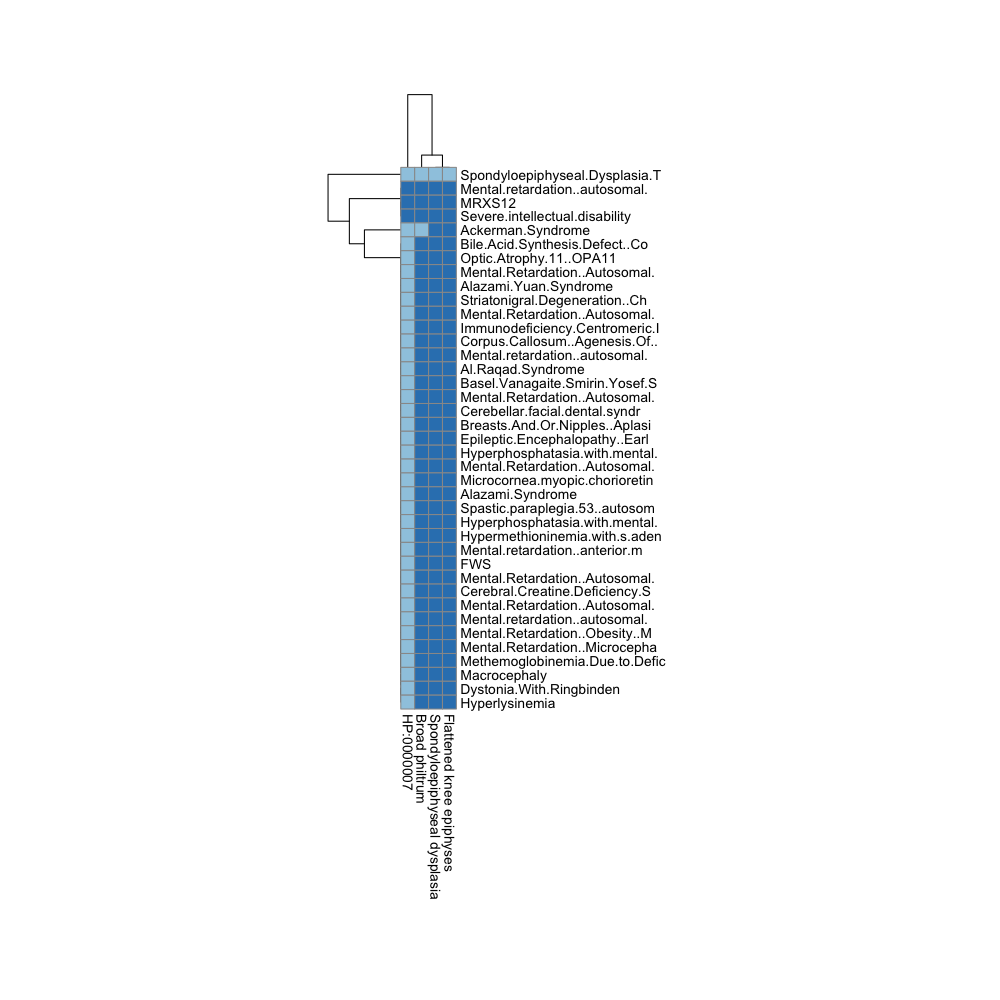 Spondyloepiphyseal.Dysplasia.T
Mental.retardation..autosomal.
MRXS12
Severe.intellectual.disability
Ackerman.Syndrome
Bile.Acid.Synthesis.Defect..Co
Optic.Atrophy.11..OPA11
Mental.Retardation..Autosomal.
Alazami.Yuan.Syndrome
Striatonigral.Degeneration..Ch
Mental.Retardation..Autosomal.
Immunodeficiency.Centromeric.I
Corpus.Callosum..Agenesis.Of..
Mental.retardation..autosomal.
Al.Raqad.Syndrome
Basel.Vanagaite.Smirin.Yosef.S
Mental.Retardation..Autosomal.
Cerebellar.facial.dental.syndr
Breasts.And.Or.Nipples..Aplasi
Epileptic.Encephalopathy..Earl
Hyperphosphatasia.with.mental.
Mental.Retardation..Autosomal.
Microcornea.myopic.chorioretin
Alazami.Syndrome
Spastic.paraplegia.53..autosom
Hyperphosphatasia.with.mental.
Hypermethioninemia.with.s.aden
Mental.retardation..anterior.m
FWS
Mental.Retardation..Autosomal.
Cerebral.Creatine.Deficiency.S
Mental.Retardation..Autosomal.
Mental.retardation..autosomal.
Mental.Retardation..Obesity..M
Mental.Retardation..Microcepha
Methemoglobinemia.Due.to.Defic
Macrocephaly
Dystonia.With.Ringbinden
Hyperlysinemia
HP:0000007
Broad philtrum
Spondyloepiphyseal dysplasia
Flattened knee epiphyses